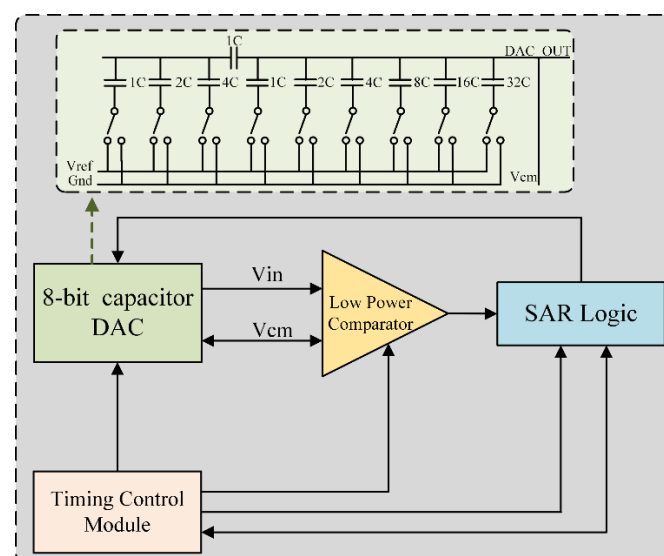 1C
DAC_OUT
1C 2C 4C 1C 2C 4C 8C 16C 32C
Vref
Gnd
Vcm
8-bit capacitor
DAC
Vin
Vcm
Low Power
Comparator
SAR Logic
Timing Control
Module